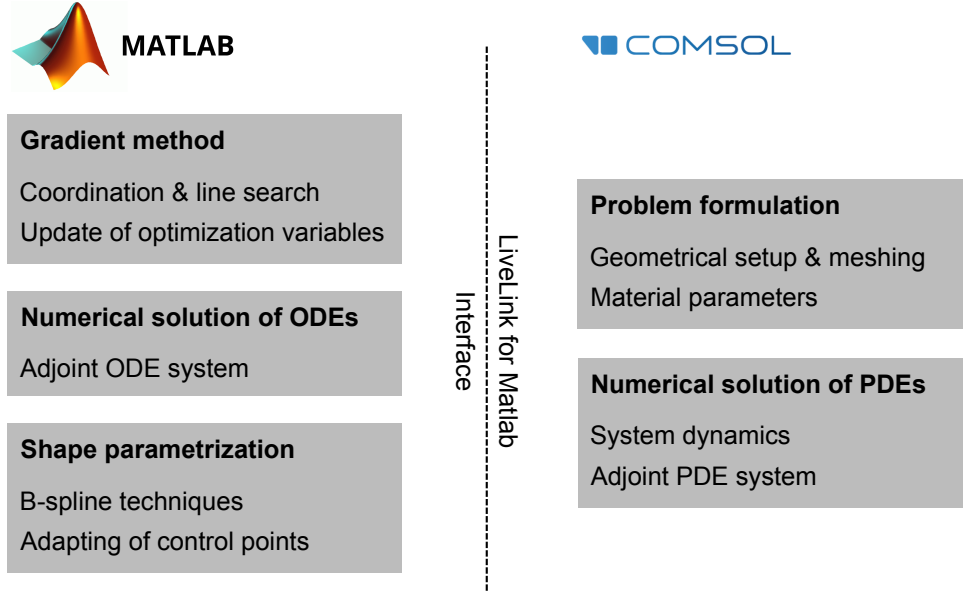 MATLAB
Gradient method
Coordination & line search
Update of optimization variables
Numerical solution of ODEs
Adjoint ODE system
Shape parametrization
B-spline techniques
Adapting of control points
Interface
LiveLink for Matlab
COMSOL
Problem formulation
Geometrical setup & meshing
Material parameters
Numerical solution of PDEs
System dynamics
Adjoint PDE system